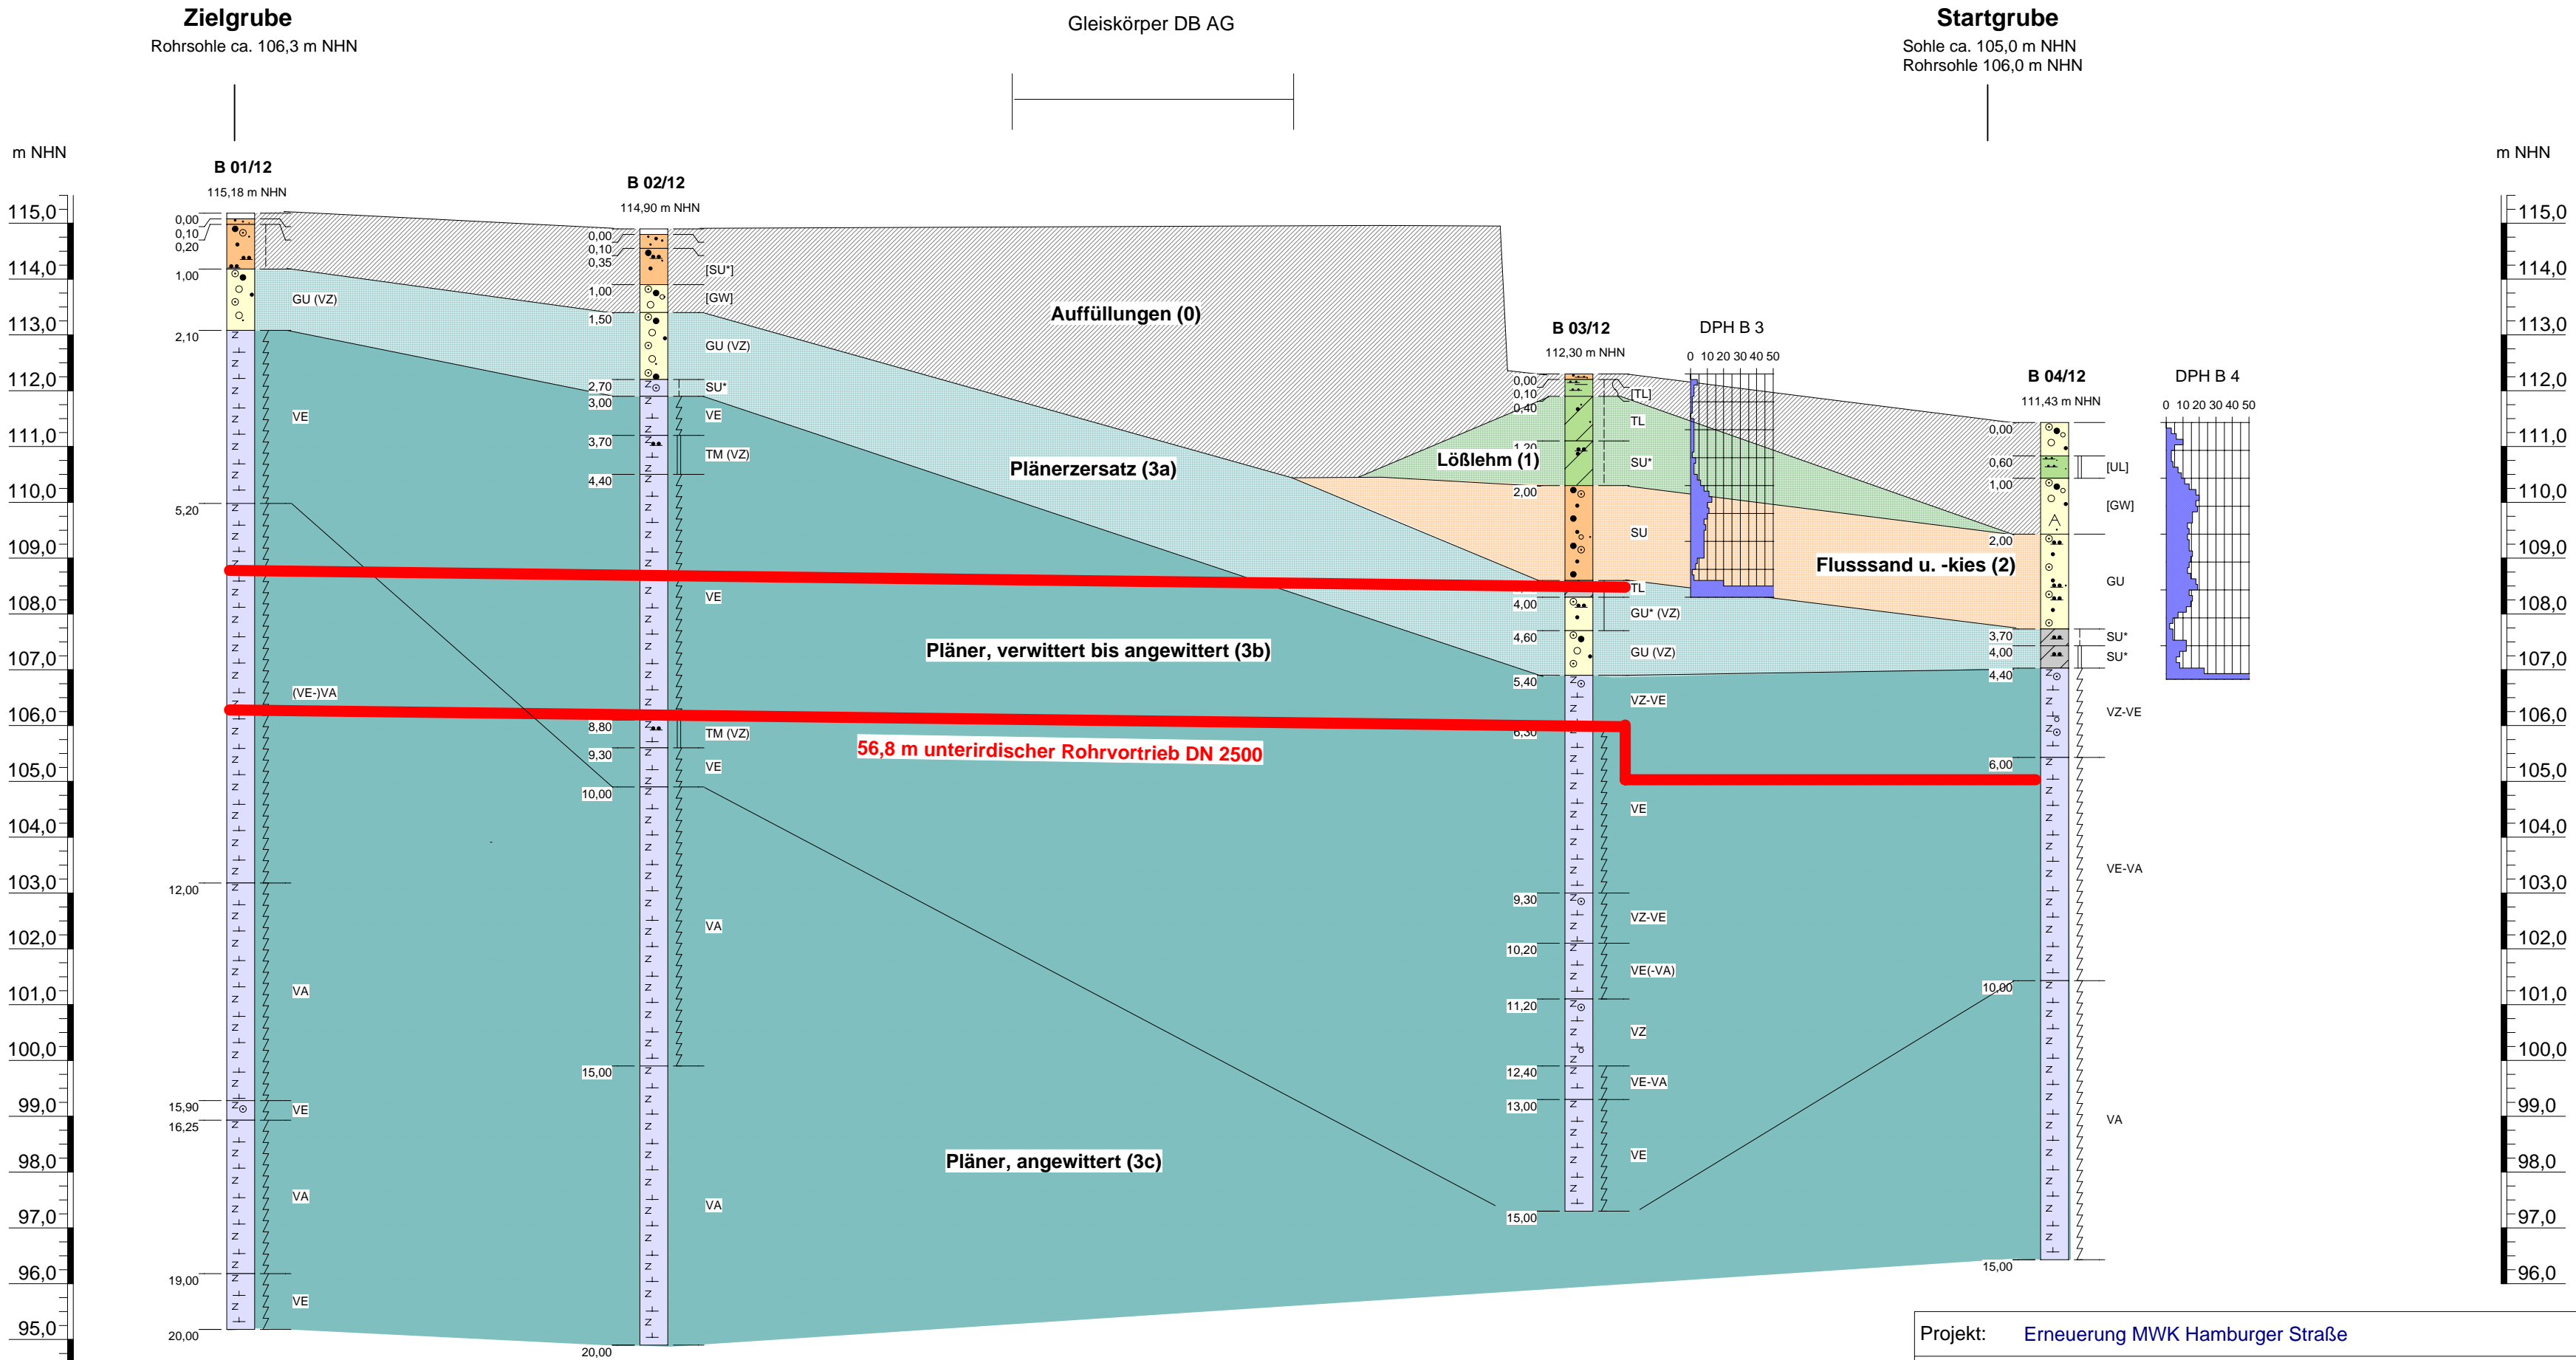 Zielgrube
Rohrsohle ca. 106,3 m NHN
Gleiskörper DB AG
Startgrube
Sohle ca. 105,0 m NHN
Rohrsohle 106,0 m NHN
m NHN
115,0
114,0
113,0
112,0
111,0
110,0
109,0
108,0
107,0
106,0
105,0
104,0
103,0
102,0
101,0
100,0
99,0
98,0
97,0
96,0
95,0
B 01/12
115,18 m NHN
0,00
0,10
0,20
1,00
2,10
5,20
12,00
15,90
16,25
19,00
20,00
GU (VZ)
VE
(VE-)VA
VA
VE
VA
VE
B 02/12
114,90 m NHN
0,00
0,10
0,35
1,00
1,50
2,70
3,00
3,70
4,40
8,80
9,30
10,00
15,00
20,00
[SU*]
[GW]
GU (VZ)
SU*
VE
TM (VZ)
VE
TM (VZ)
VE
VA
VA
Auffüllungen (0)
Plänerzersatz (3a)
Lößlehm (1)
Flusssand u. -kies (2)
Pläner, verwittert bis angewittert (3b)
56,8 m unterirdischer Rohrvortrieb DN 2500
Pläner, angewittert (3c)
B 03/12
112,30 m NHN
0,00
0,10
0,40
1,20
2,00
4,00
4,60
5,40
6,30
9,30
10,20
11,20
12,40
13,00
15,00
[TL]
TL
SU*
SU
TL
GU* (VZ)
GU (VZ)
VZ-VE
VE
VZ-VE
VE(-VA)
VZ
VE-VA
VE
DPH B 3
0 10 20 30 40 50
B 04/12
111,43 m NHN
0,00
0,60
1,00
2,00
3,70
4,00
4,40
6,00
10,00
15,00
[UL]
[GW]
GU
SU*
SU*
VZ-VE
VE-VA
VA
DPH B 4
0 10 20 30 40 50
m NHN
115,0
114,0
113,0
112,0
111,0
110,0
109,0
108,0
107,0
106,0
105,0
104,0
103,0
102,0
101,0
100,0
99,0
98,0
97,0
96,0
Projekt: Erneuerung MWK Hamburger Straße